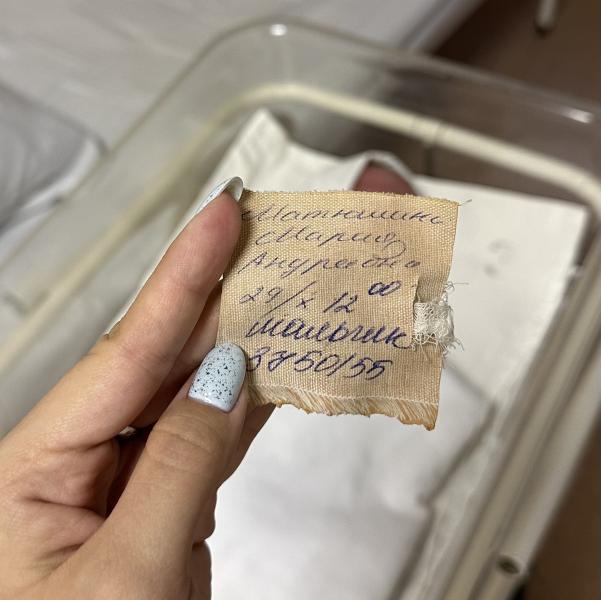 Матюшина
Мария
Андреевна
29/X 12 00
мальчик
3850/55